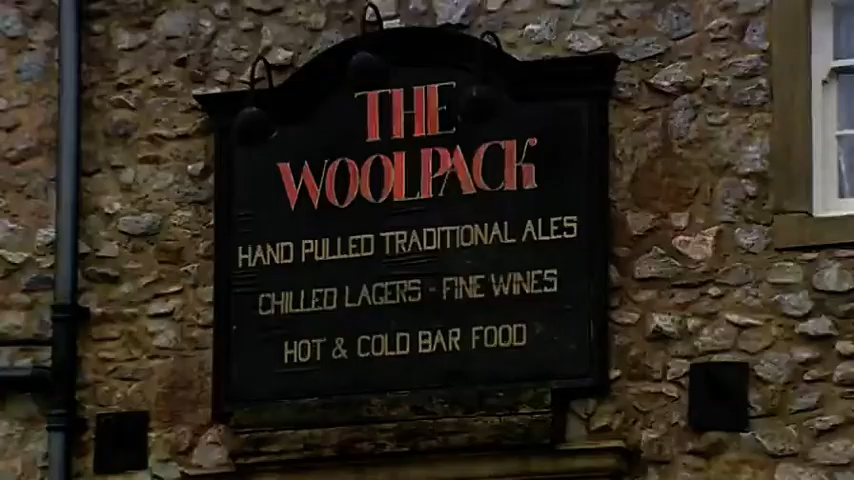 THE
WOOLPACK
HAND PULLED TRADITIONAL ALES
CHILLED LAGERS - FINE WINES
HOT & COLD BAR FOOD